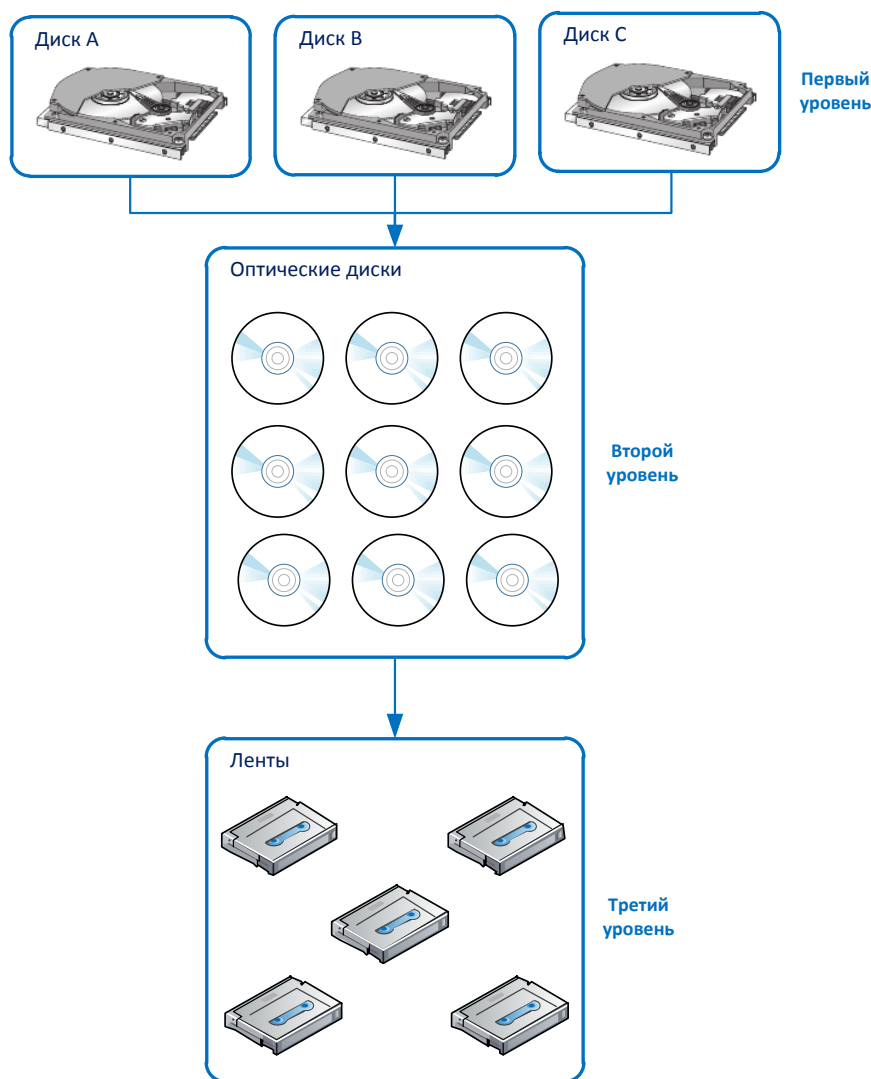 Диск A
Диск B
Диск C
Первый
уровень
Оптические диски
Второй
уровень
Ленты
Третий
уровень